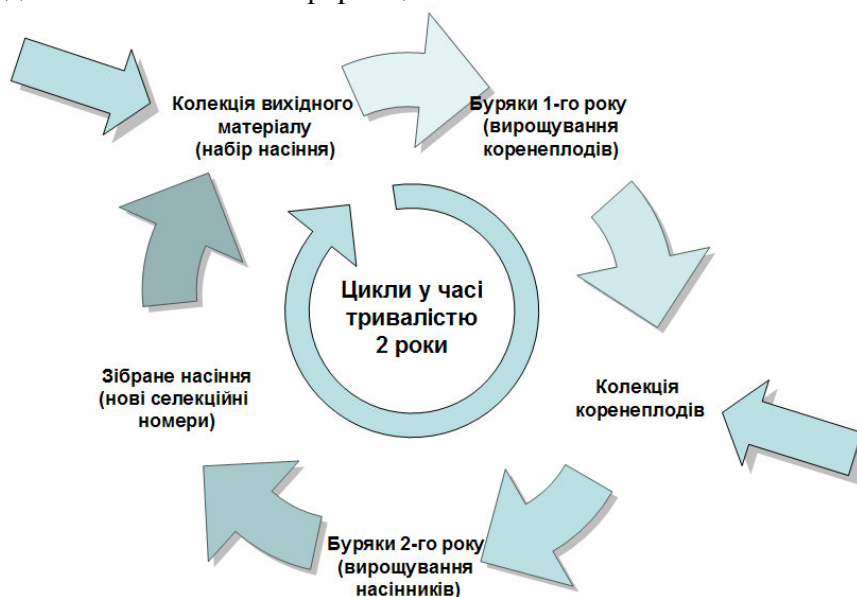 Колекція вихідного
матеріалу
(набір насіння)
Буряки 1-го року
(вирощування
коренеплодів)
Цикли у часі
тривалістю
2 роки
Зібране насіння
(нові селекційні
номери)
Колекція
коренеплодів
Буряки 2-го року
(вирощування
насінників)